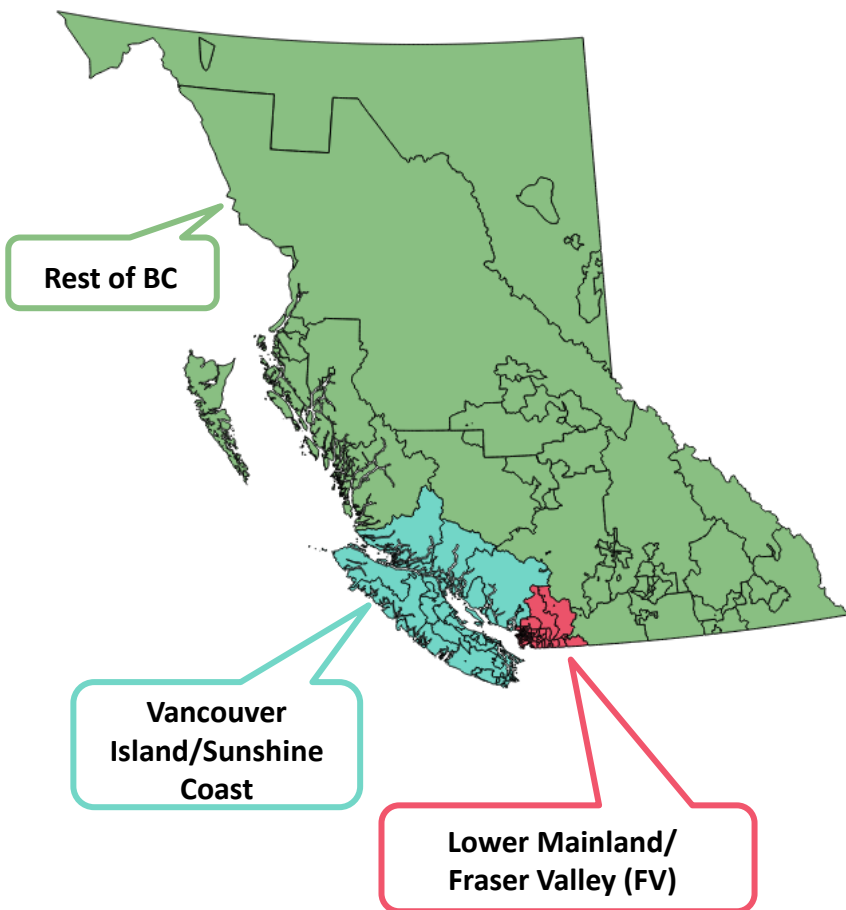 Rest of BC
Vancouver
Island/Sunshine
Coast
Lower Mainland/
Fraser Valley (FV)